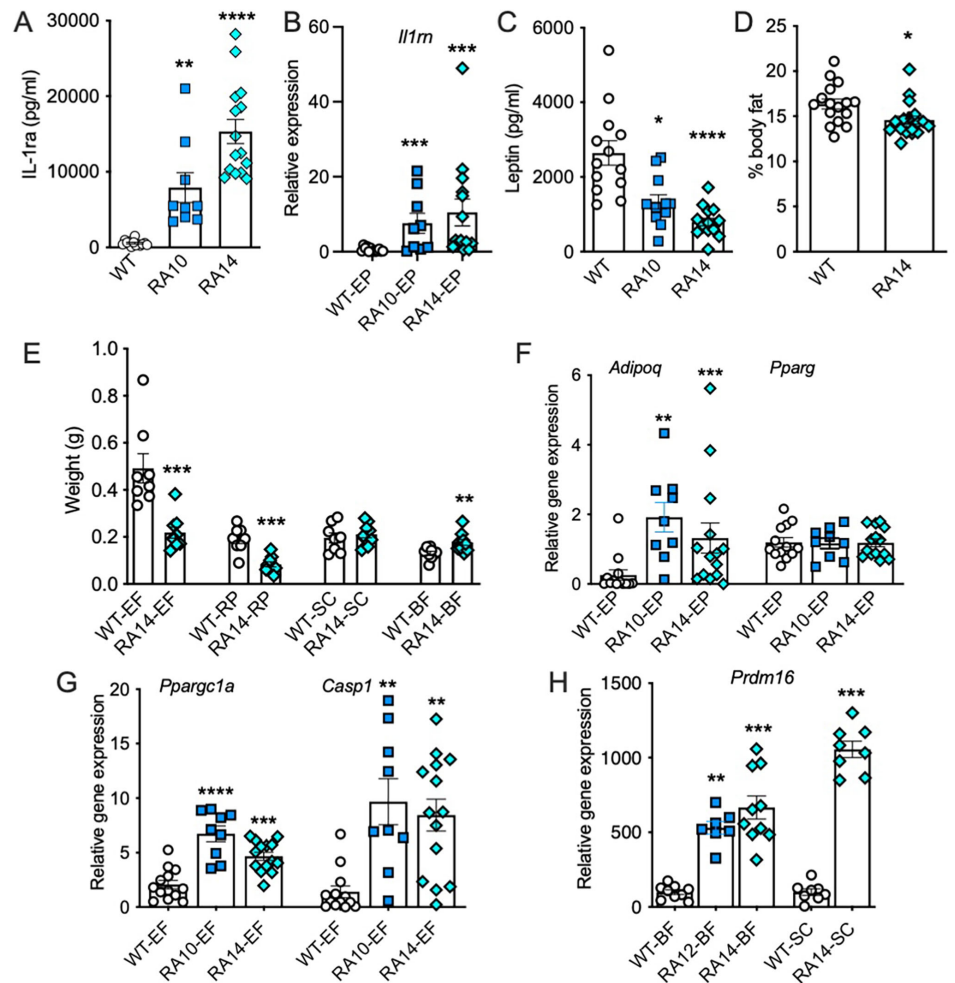 A
IL-1ra (pg/ml)
30000
20000
10000
0
**
****
WT
RA10
RA14
B
Il1rn
Relative expression
60
40
20
0
***
***
WT-EP
RA10-EP
RA14-EP
C
Leptin (pg/ml)
6000
4000
2000
0
*
****
WT
RA10
RA14
D
% body fat
25
20
15
10
5
0
*
WT
RA14
E
Weight (g)
1.0
0.8
0.6
0.4
0.2
0.0
***
***
**
WT-EF
RA14-EF
WT-RP
RA14-RP
WT-SC
RA14-SC
WT-BF
RA14-BF
F
Adipoq
Pparg
Relative gene expression
6
4
2
0
**
***
WT-EP
RA10-EP
RA14-EP
WT-EP
RA10-EP
RA14-EP
G
Ppargc1a
Casp1
Relative gene expression
20
15
10
5
0
****
***
**
**
WT-EF
RA10-EF
RA14-EF
WT-EF
RA10-EF
RA14-EF
H
Prdm16
Relative gene expression
1500
1000
500
0
**
***
***
WT-BF
RA12-BF
RA14-BF
WT-SC
RA14-SC